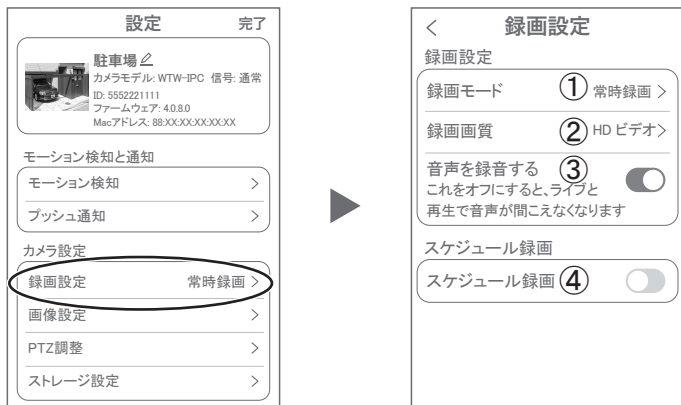 設定
完了
駐車場
カメラモデル: WTW-IPC 信号: 通常
ID: 5552221111
ファームウェア: 4.0.8.0
Macアドレス: 88:XX:XX:XX:XX:XX
モーション検知と通知
モーション検知 >
プッシュ通知 >
カメラ設定
録画設定 常時録画 >
画像設定 >
PTZ調整 >
ストレージ設定 >
< 録画設定
録画設定
録画モード ① 常時録画 >
録画画質 ② HD ビデオ>
音声を録音する ③
これをオフにすると、ライブと
再生で音声が聞こえなくなります
スケジュール録画
スケジュール録画 ④